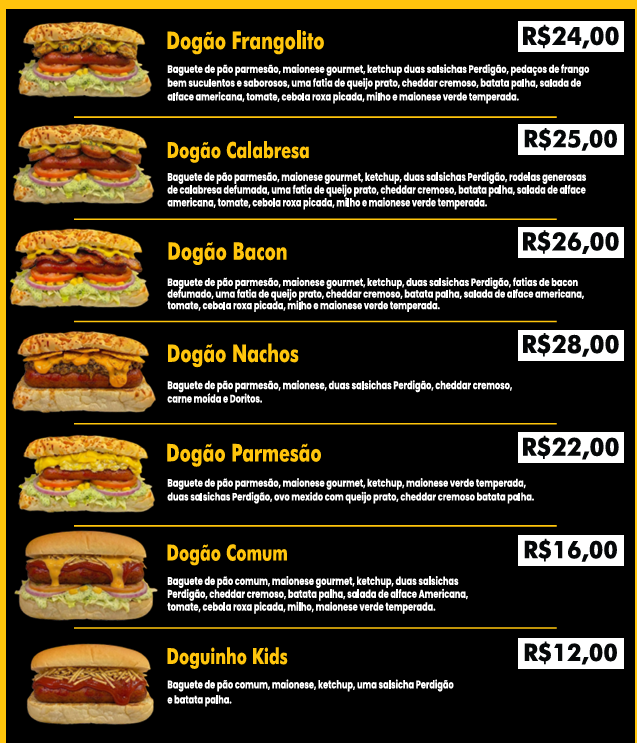 Dogão Frangolito
R$24,00
Baguete de pão parmesão, maionese gourmet, ketchup duas salsichas Perdigão, pedaços de frango
bem suculentos e saborosos, uma fatia de queijo prato, cheddar cremoso, batata palha, salada de
alface americana, tomate, cebola roxa picada, milho e maionese verde temperada.
Dogão Calabresa
R$25,00
Baguete de pão parmesão, maionese gourmet, ketchup, duas salsichas Perdigão, rodelas generosas
de calabresa defumada, uma fatia de queijo prato, cheddar cremoso, batata palha, salada de alface
americana, tomate, cebola roxa picada, milho e maionese verde temperada.
Dogão Bacon
R$26,00
Baguete de pão parmesão, maionese gourmet, ketchup, duas salsichas Perdigão, fatias de bacon
defumado, uma fatia de queijo prato, cheddar cremoso, batata palha, salada de alface americana,
tomate, cebola roxa picada, milho e maionese verde temperada.
Dogão Nachos
R$28,00
Baguete de pão parmesão, maionese, duas salsichas Perdigão, cheddar cremoso,
carne moída e Doritos.
Dogão Parmesão
R$22,00
Baguete de pão parmesão, maionese gourmet, ketchup, maionese verde temperada,
duas salsichas Perdigão, ovo mexido com queijo prato, cheddar cremoso batata palha.
Dogão Comum
R$16,00
Baguete de pão comum, maionese gourmet, ketchup, duas salsichas
Perdigão, cheddar cremoso, batata palha, salada de alface Americana,
tomate, cebola roxa picada, milho, maionese verde temperada.
Doguinho Kids
R$12,00
Baguete de pão comum, maionese, ketchup, uma salsicha Perdigão
e batata palha.